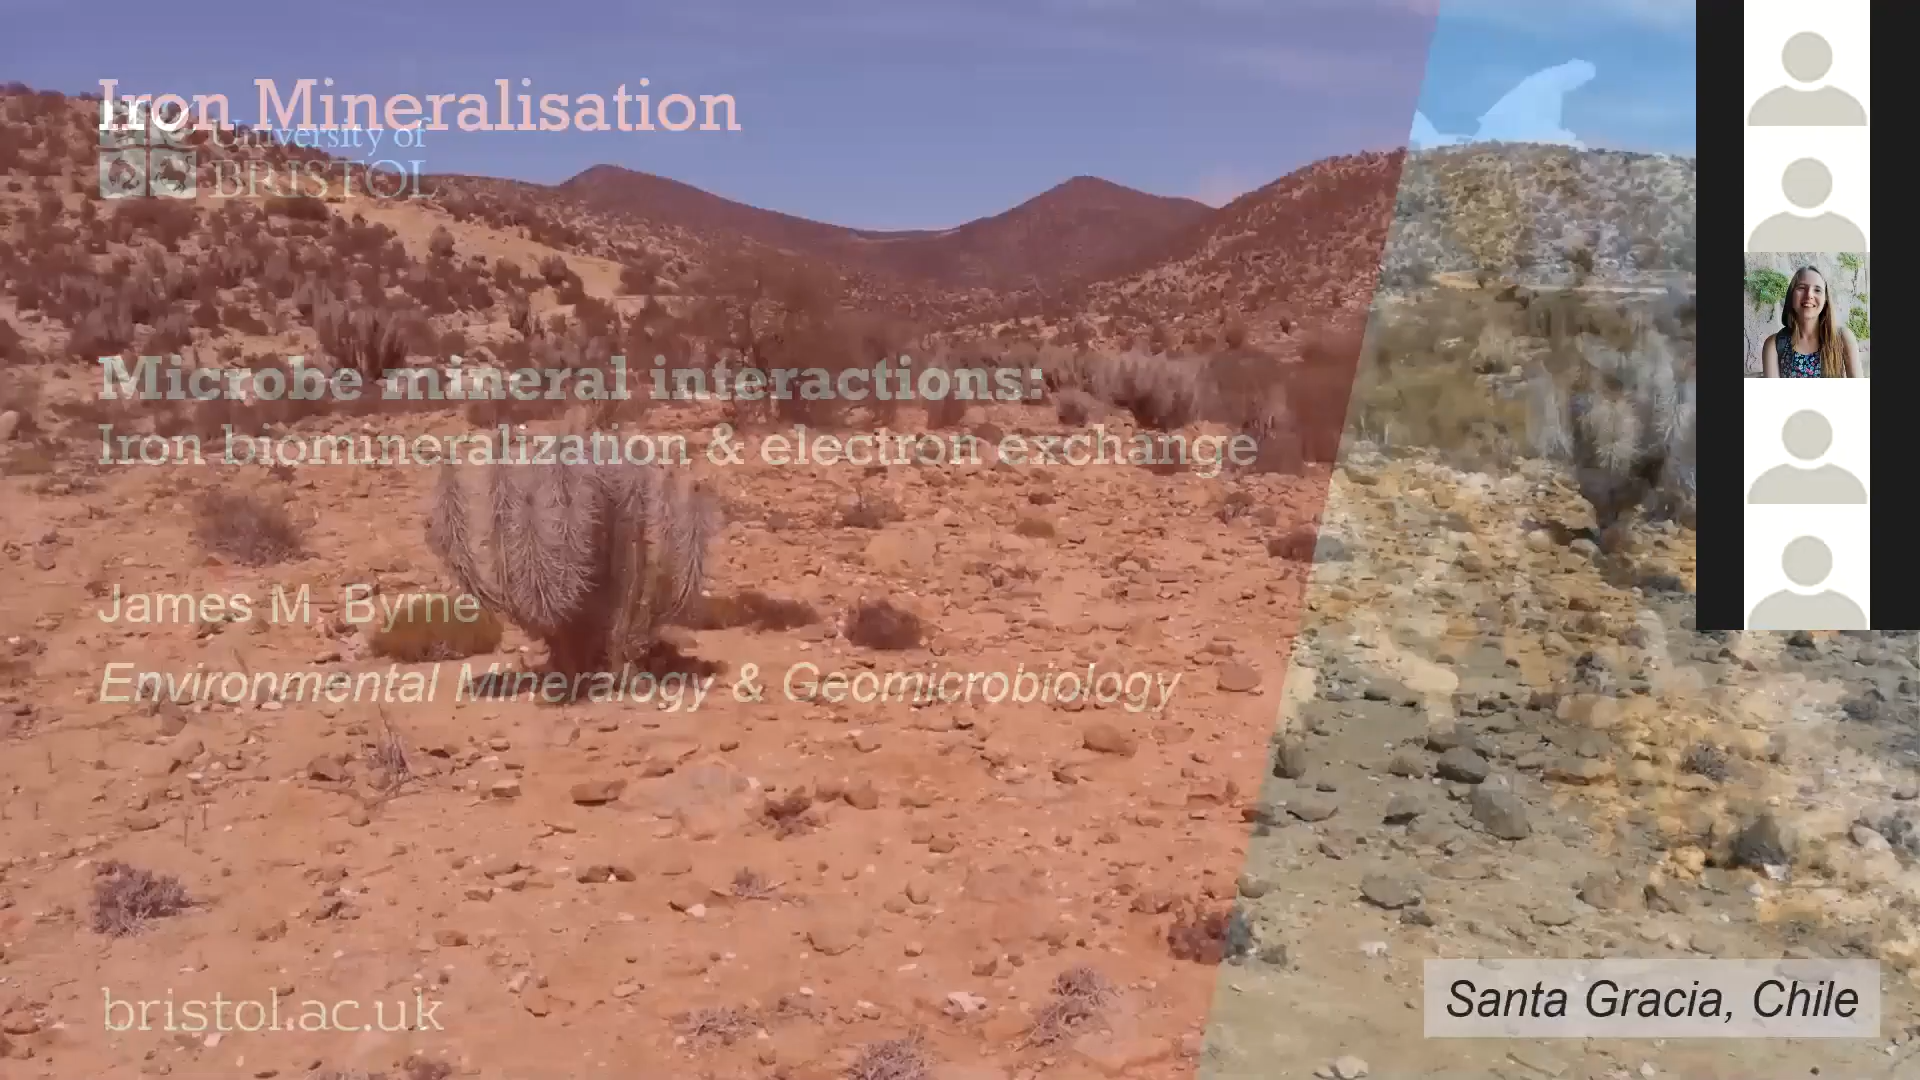 Iron Mineralisation
University of
BRISTOL
Microbe mineral interactions:
Iron biomineralization & electron exchange
James M. Byrne
Environmental Mineralogy & Geomicrobiology
bristol.ac.uk
Santa Gracia, Chile